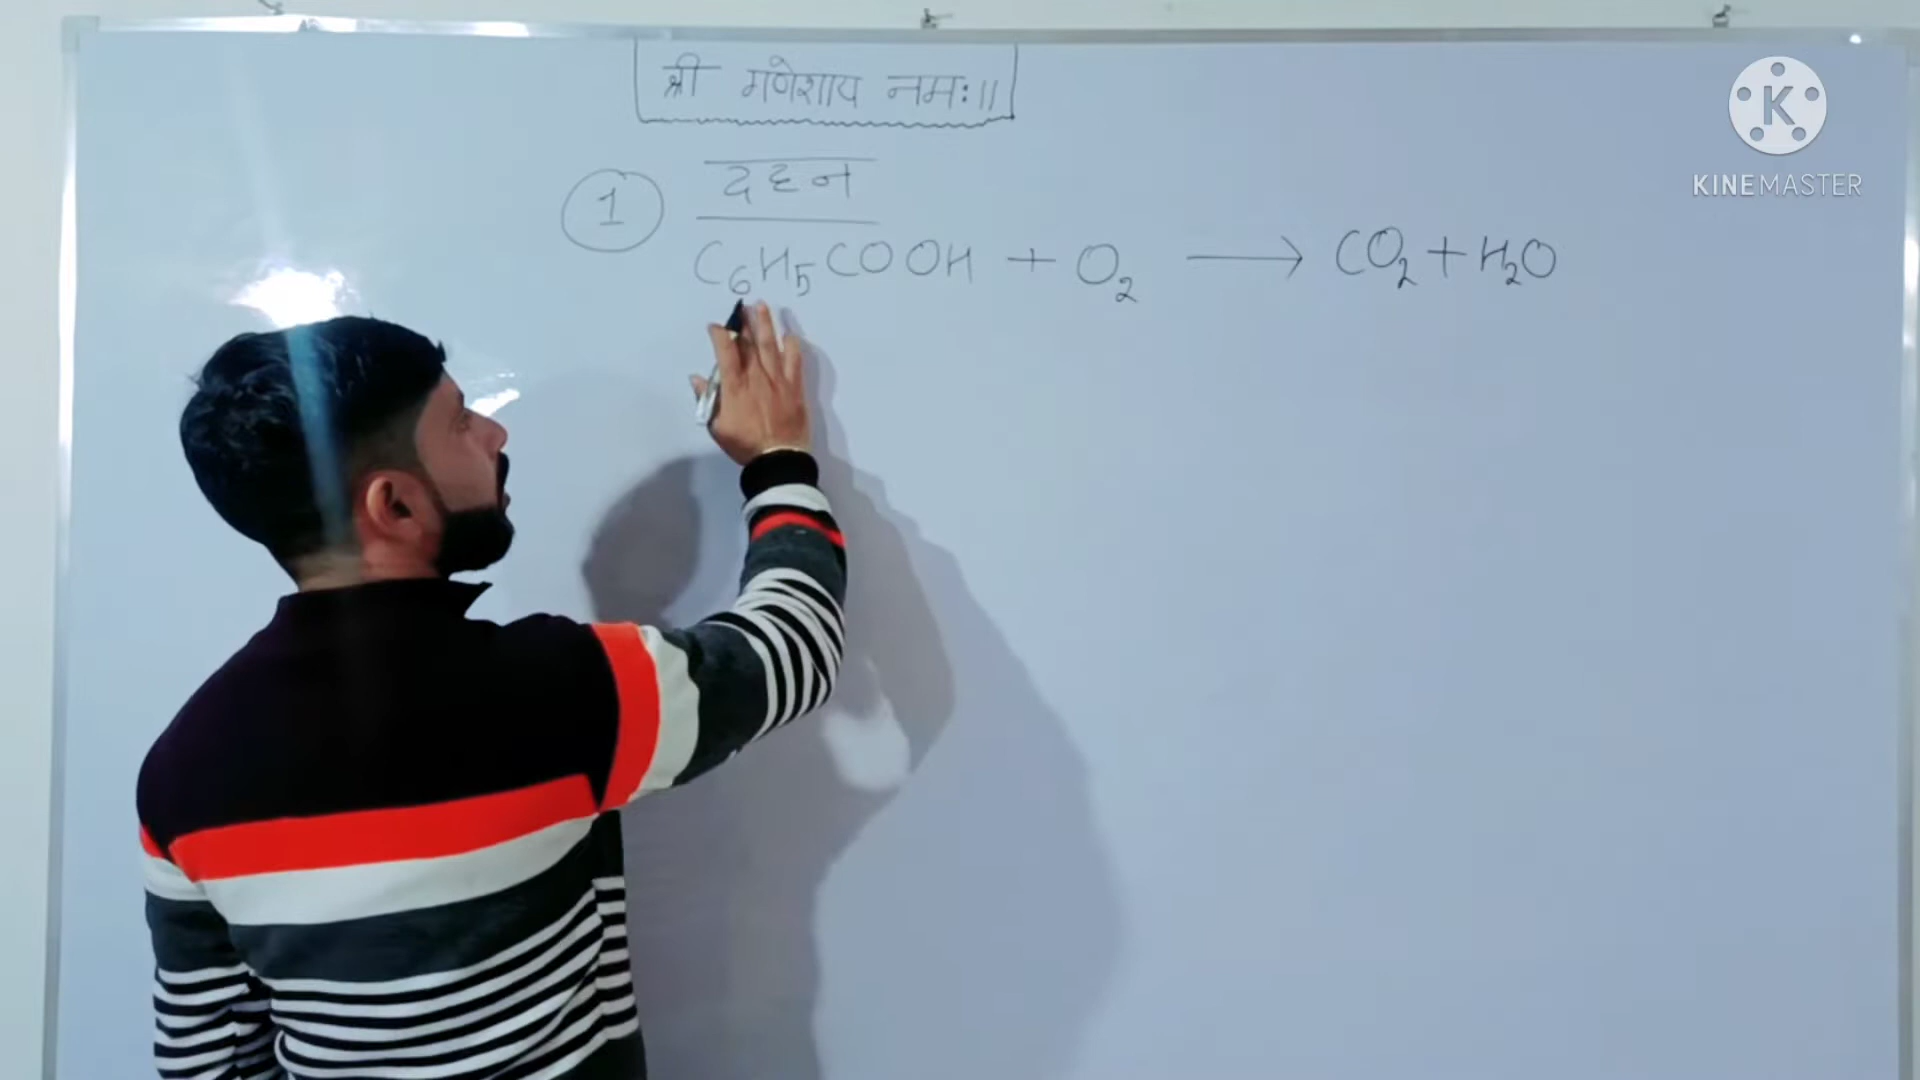 श्री गणेशाय नमः॥
1 दहन
C₆H₅COOH + O₂ ⟶ CO₂ + H₂O
K
KINEMASTER